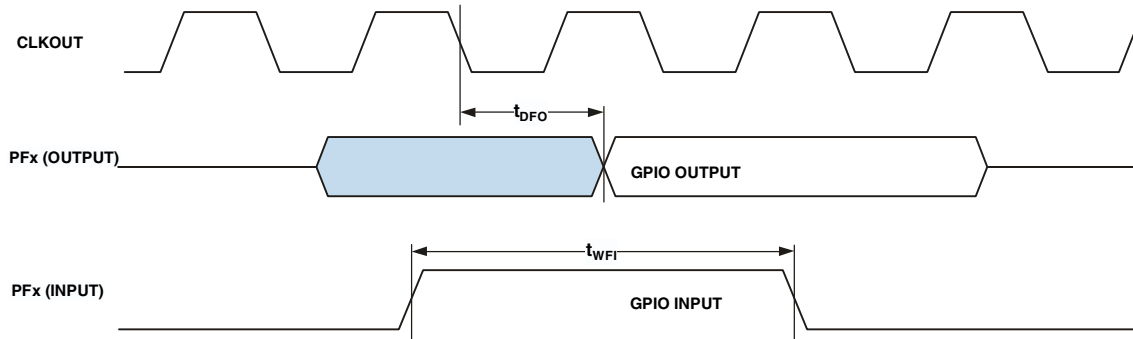 CLKOUT
tDFO
PFx (OUTPUT)
GPIO OUTPUT
tWFI
PFx (INPUT)
GPIO INPUT